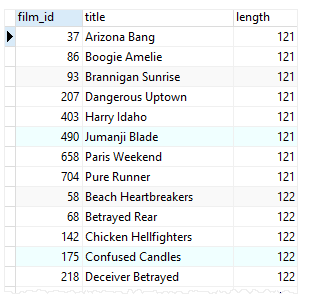 film_id title length
37 Arizona Bang 121
86 Boogie Amelie 121
93 Brannigan Sunrise 121
207 Dangerous Uptown 121
403 Harry Idaho 121
490 Jumanji Blade 121
658 Paris Weekend 121
704 Pure Runner 121
58 Beach Heartbreakers 122
68 Betrayed Rear 122
142 Chicken Hellfighters 122
175 Confused Candles 122
218 Deceiver Betrayed 122